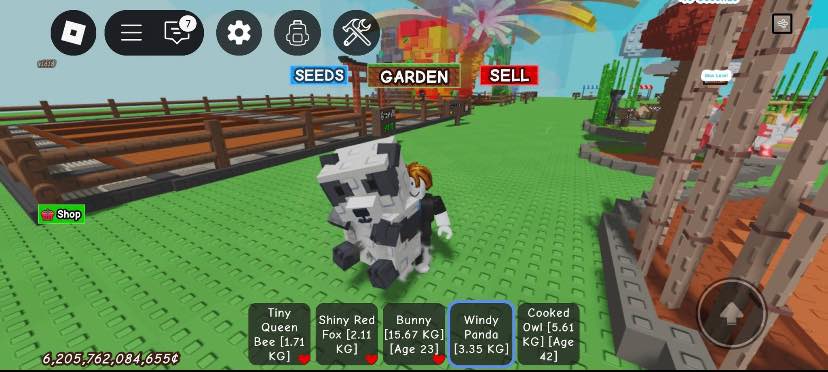 7
SEEDS
GARDEN
SELL
Shop
Tiny
Queen
Bee [1.71
KG]
Shiny Red
Fox [2.11
KG]
Bunny
[15.67 KG]
[Age 23]
Windy
Panda
[3.35 KG]
Cooked
Owl [5.61
KG] [Age
42]
6,205,762,084,655¢